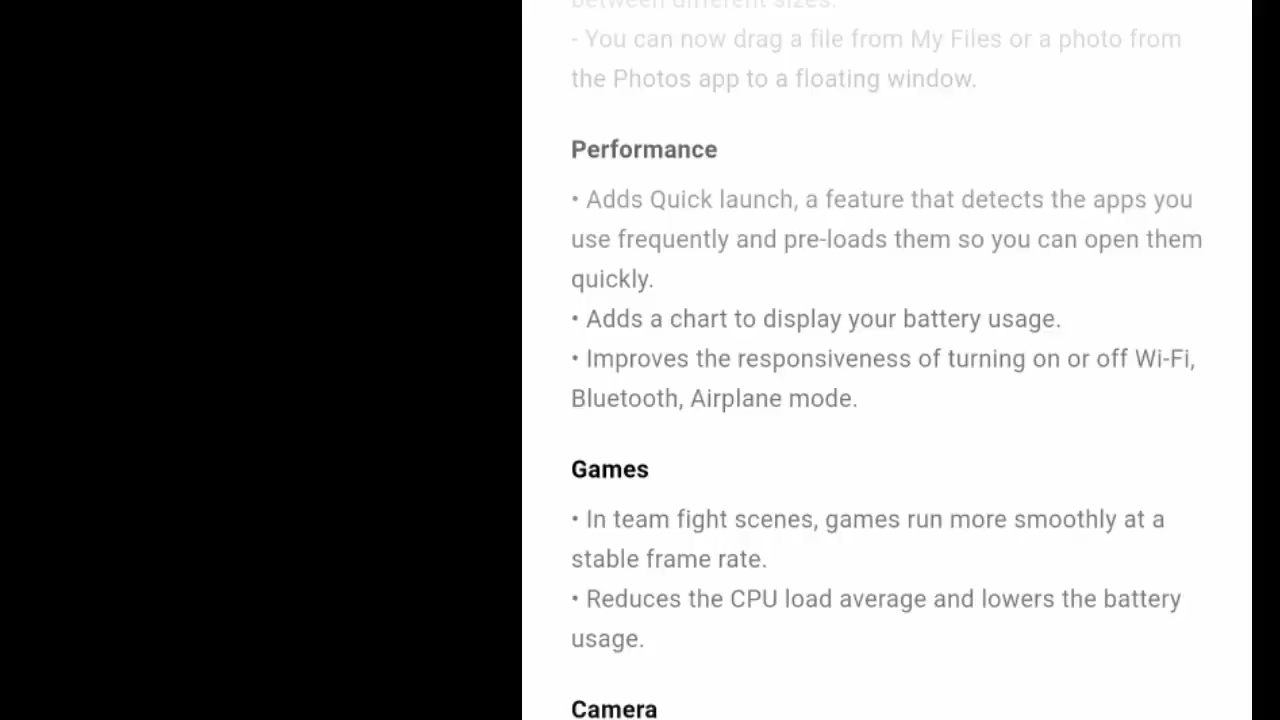 between different sizes.
- You can now drag a file from My Files or a photo from
the Photos app to a floating window.
Performance
• Adds Quick launch, a feature that detects the apps you
use frequently and pre-loads them so you can open them
quickly.
• Adds a chart to display your battery usage.
• Improves the responsiveness of turning on or off Wi-Fi,
Bluetooth, Airplane mode.
Games
• In team fight scenes, games run more smoothly at a
stable frame rate.
• Reduces the CPU load average and lowers the battery
usage.
Camera